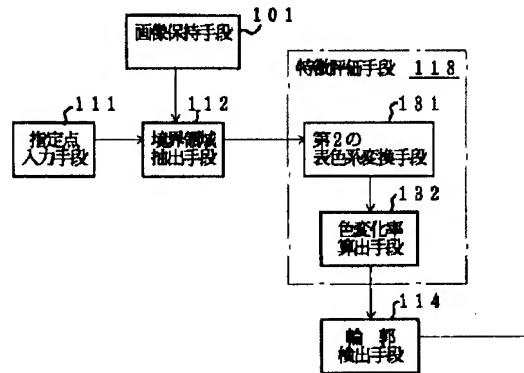 101
画像保持手段
特徴評価手段 113
111
112
131
指定点
入力手段
境界領域
抽出手段
第2の
表色系変換手段
132
色変化率
算出手段
114
輪郭
検出手段